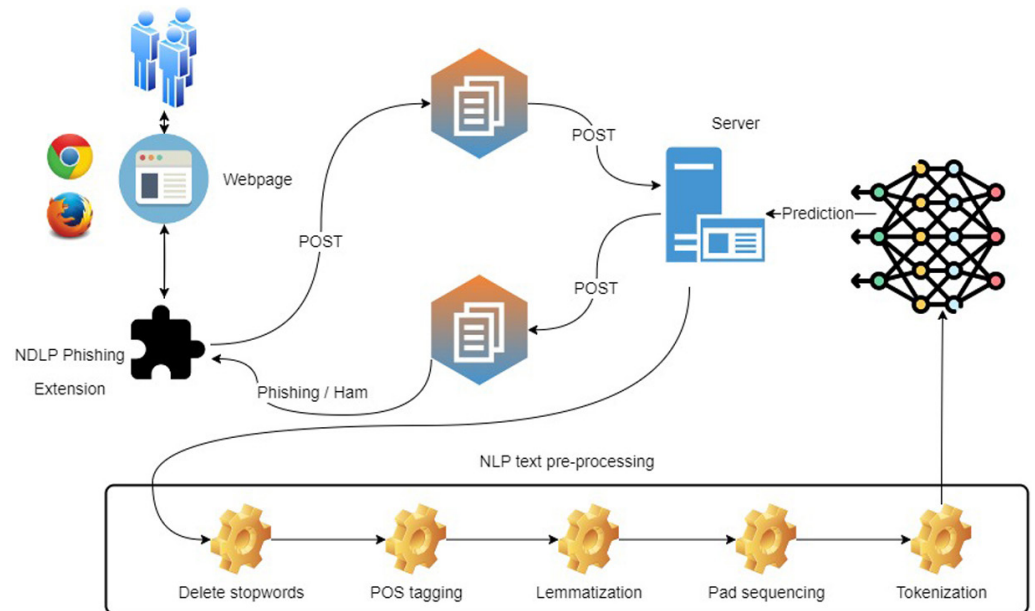 Server
POST
Webpage
Prediction
POST
POST
NDLP Phishing
Extension
Phishing / Ham
NLP text pre-processing
Delete stopwords
POS tagging
Lemmatization
Pad sequencing
Tokenization